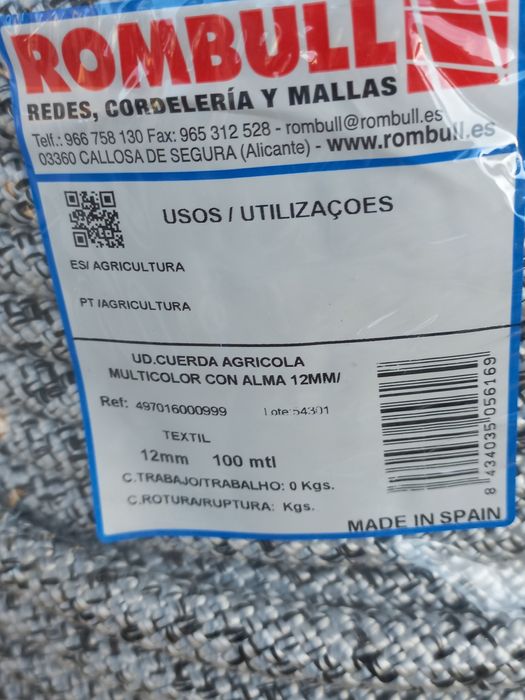 ROMBULL
REDES, CORDELERÍA Y MALLAS
Telf.: 966 758 130 Fax: 965 312 528 - rombull@rombull.es
03360 CALLOSA DE SEGURA (Alicante) - www.rombull.es
USOS / UTILIZAÇOES
ES/ AGRICULTURA
PT /AGRICULTURA
UD.CUERDA AGRICOLA
MULTICOLOR CON ALMA 12MM/
Ref: 497016000999 Lote:54301
TEXTIL
12mm 100 mtl
C.TRABAJO/TRABALHO: 0 Kgs.
C.ROTURA/RUPTURA: Kgs.
8 434035 056169
MADE IN SPAIN